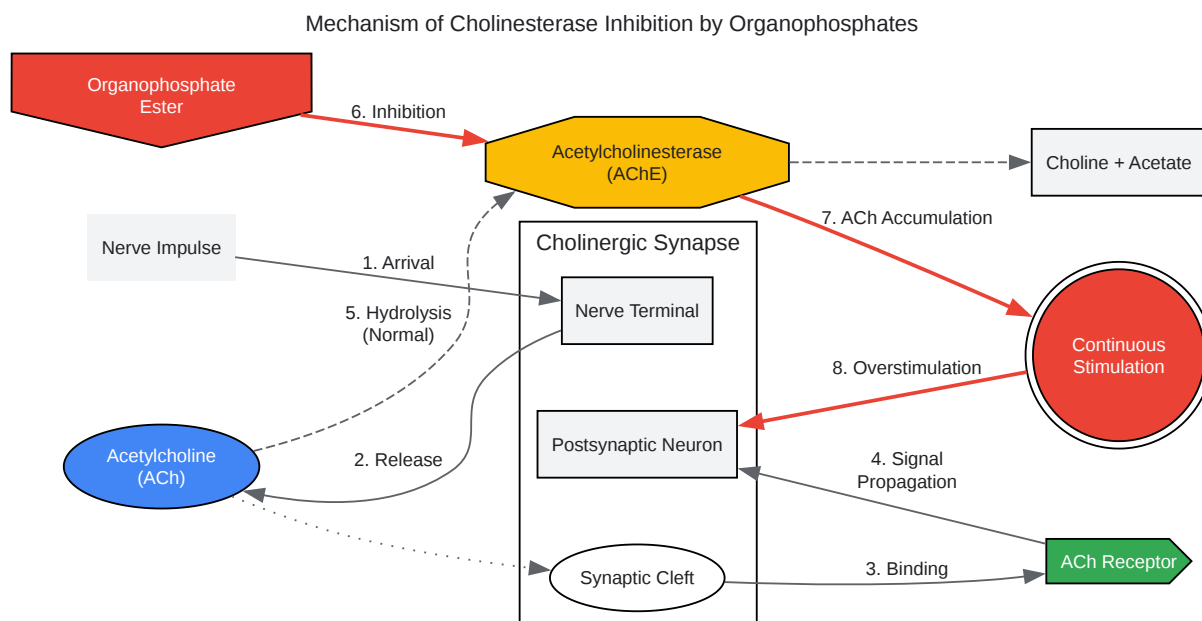 Mechanism of Cholinesterase Inhibition by Organophosphates
Organophosphate
Ester
6. Inhibition
Acetylcholinesterase
(AChE)
Choline + Acetate
7. ACh Accumulation
Cholinergic Synapse
Nerve Impulse
1. Arrival
Nerve Terminal
5. Hydrolysis
(Normal)
Continuous
Stimulation
8. Overstimulation
Postsynaptic Neuron
Acetylcholine
(ACh)
2. Release
4. Signal
Propagation
Synaptic Cleft
3. Binding
ACh Receptor